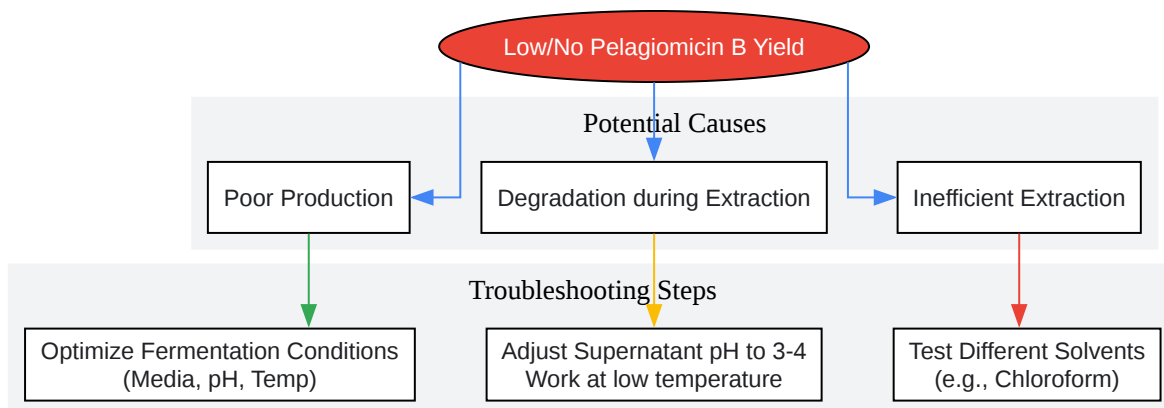 Low/No Pelagiomicin B Yield
Potential Causes
Poor Production
Degradation during Extraction
Inefficient Extraction
Troubleshooting Steps
Optimize Fermentation Conditions
(Media, pH, Temp)
Adjust Supernatant pH to 3-4
Work at low temperature
Test Different Solvents
(e.g., Chloroform)